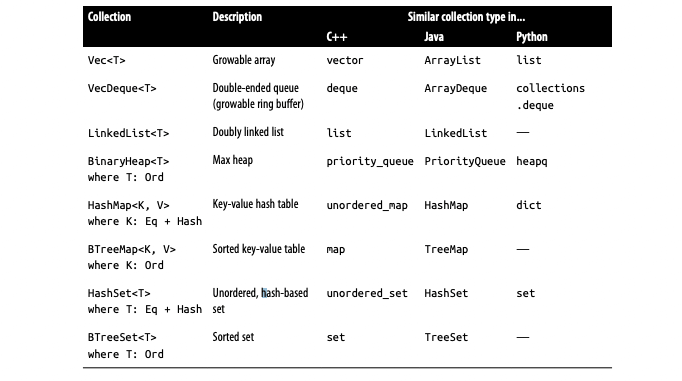 Collection Description Similar collection type in...
C++ Java Python
Vec<T> Growable array vector ArrayList list
VecDeque<T> Double-ended queue deque ArrayDeque collections
(growable ring buffer) .deque
LinkedList<T> Doubly linked list list LinkedList —
BinaryHeap<T> Max heap priority_queue PriorityQueue heapq
where T: Ord
HashMap<K, V> Key-value hash table unordered_map HashMap dict
where K: Eq + Hash
BTreeMap<K, V> Sorted key-value table map TreeMap —
where K: Ord
HashSet<T> Unordered, hash-based unordered_set HashSet set
where T: Eq + Hash set
BTreeSet<T> Sorted set set TreeSet —
where T: Ord